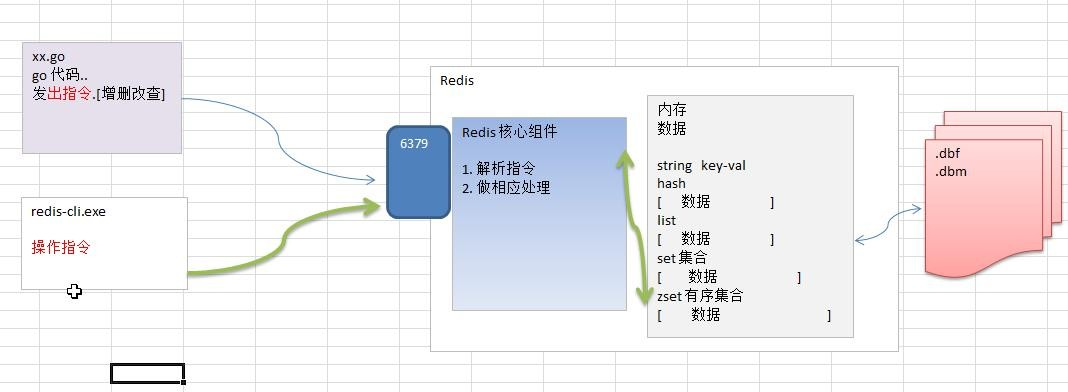 xx.go
go 代码..
发出指令.[增删改查]
redis-cli.exe
操作指令
Redis
6379
Redis 核心组件
1. 解析指令
2. 做相应处理
内存
数据
string key-val
hash
[ 数据 ]
list
[ 数据 ]
set 集合
[ 数据 ]
zset 有序集合
[ 数据 ]
.dbf
.dbm